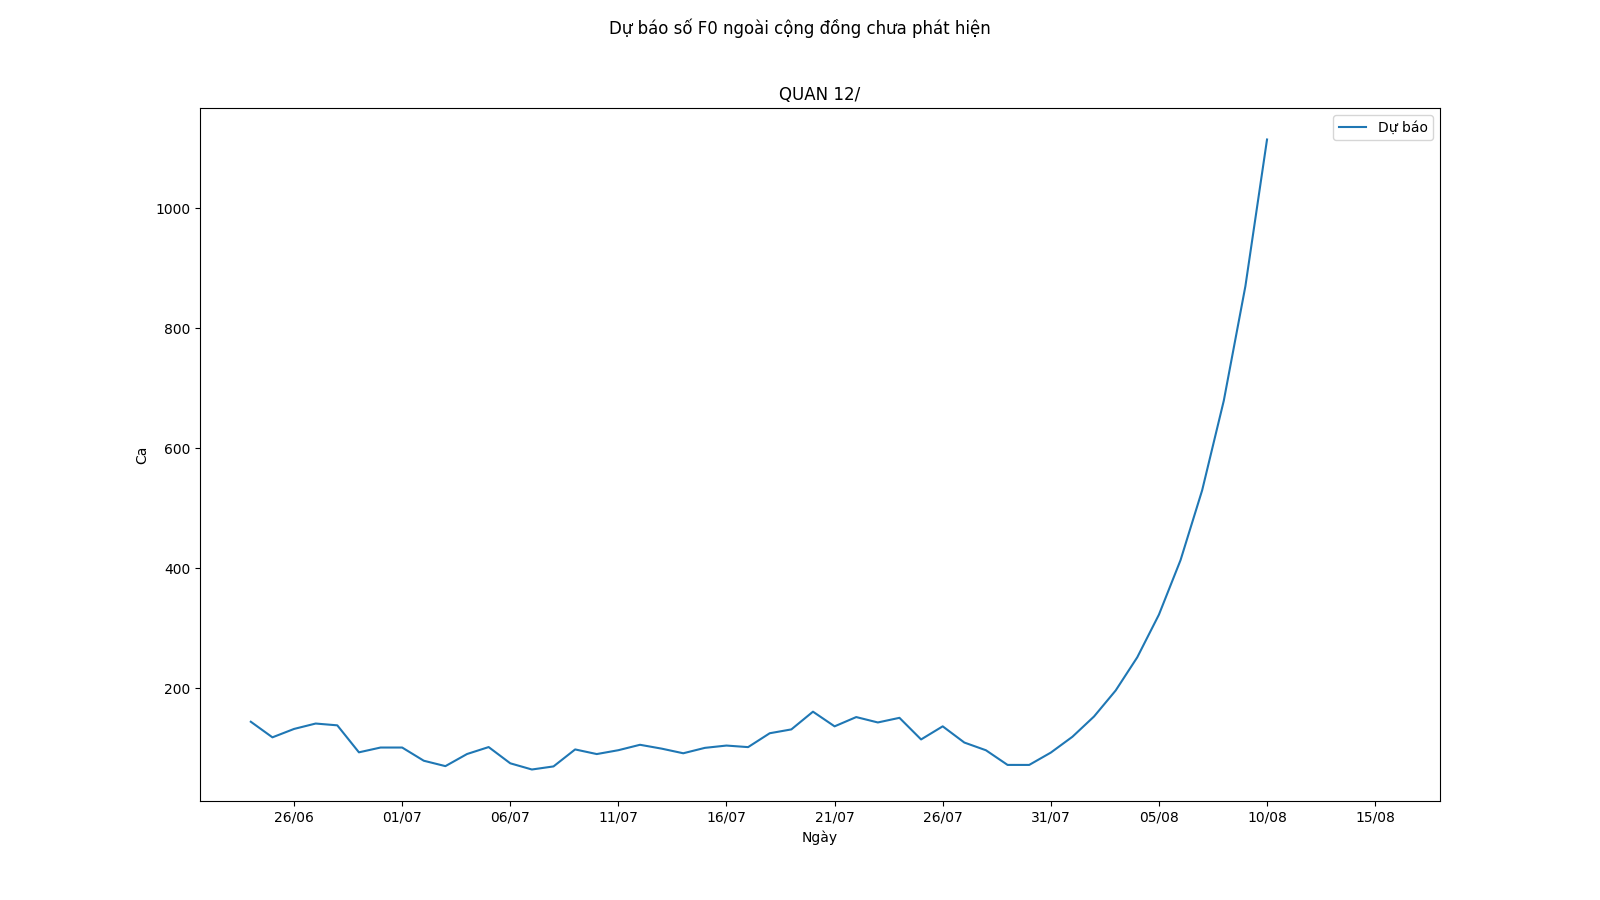 Dự báo số F0 ngoài cộng đồng chưa phát hiện
QUAN 12/
Dự báo
1000
800
600
400
200
Ca
26/06 01/07 06/07 11/07 16/07 21/07 26/07 31/07 05/08 10/08 15/08
Ngày